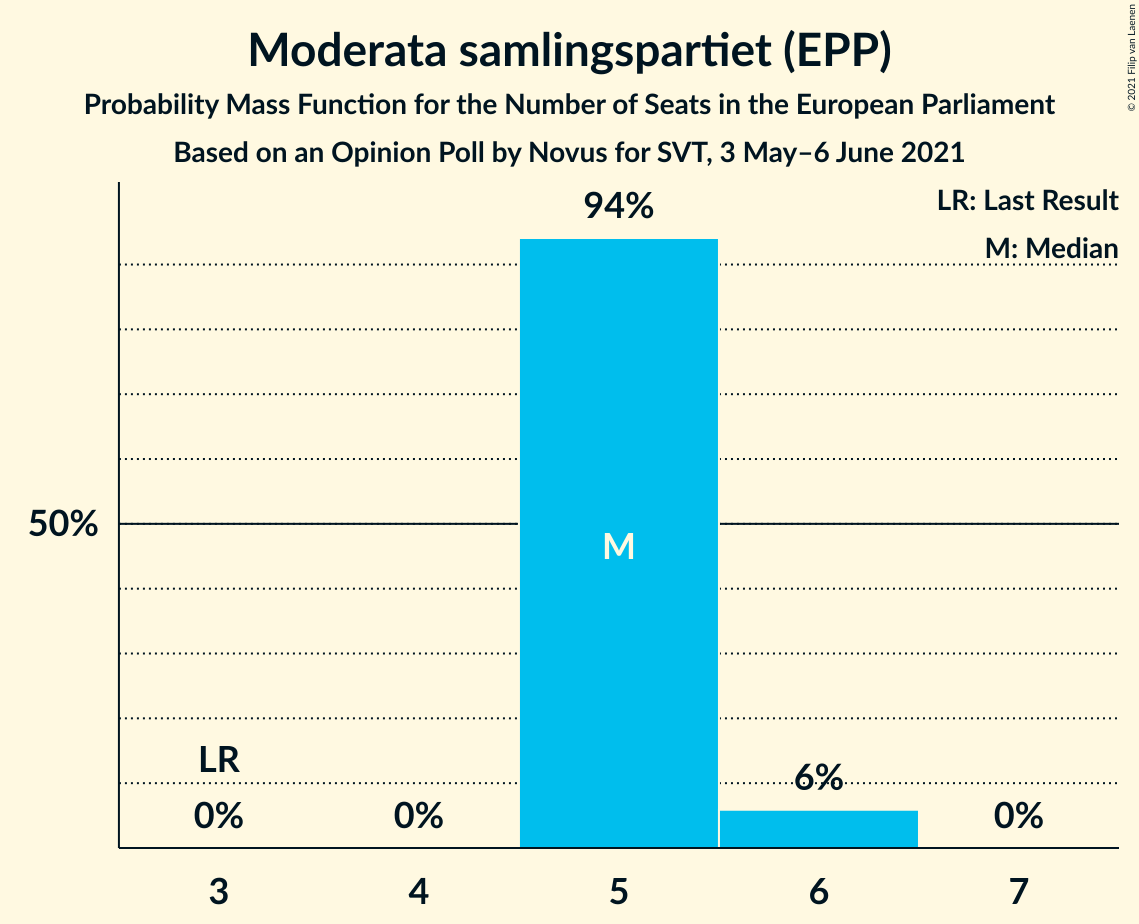 Moderata samlingspartiet (EPP)
Probability Mass Function for the Number of Seats in the European Parliament
Based on an Opinion Poll by Novus for SVT, 3 May–6 June 2021
© 2021 Filip van Laenen
LR: Last Result
M: Median
94%
50%
M
LR
6%
0%
0%
0%
3
4
5
6
7